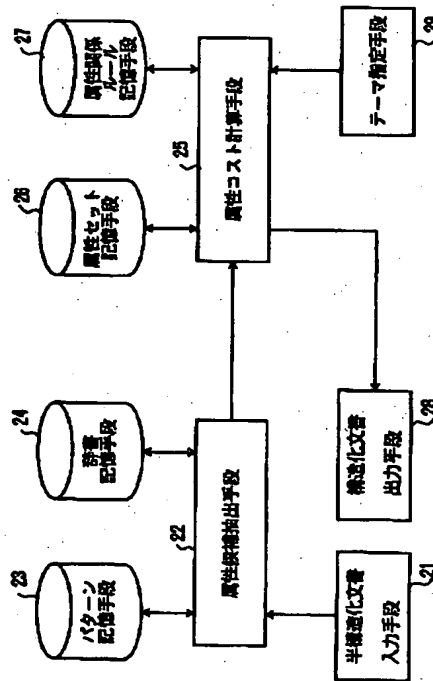 23
パターン
記憶手段
24
辞書
記憶手段
26
属性セット
記憶手段
27
属性関係
ルール
記憶手段
22
属性候補抽出手段
25
属性コスト計算手段
21
半構造化文書
入力手段
28
構造化文書
出力手段
29
テーマ指定手段